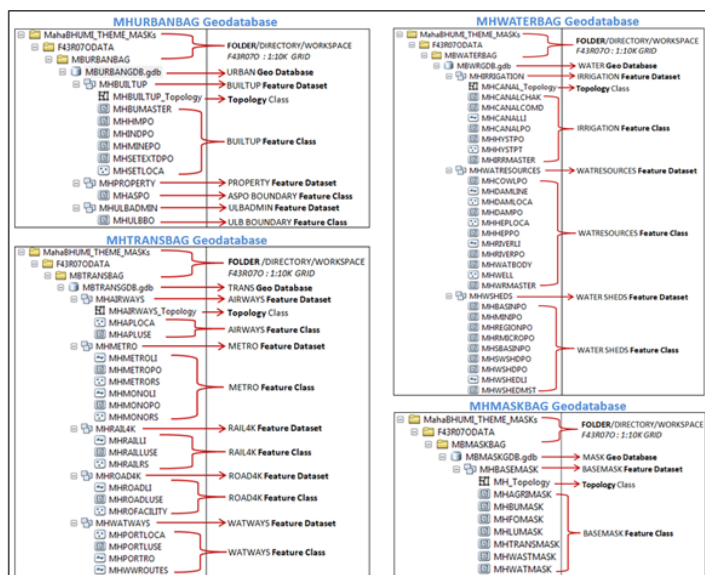 MHURBANBAG Geodatabase
MahaBHUMI_THEME_MASKs
F43R07ODATA
MBURBANBAG
FOLDER/DIRECTORY/WORKSPACE
F43R07O : 1:10K GRID
MBURBANGDB.gdb URBAN Geo Database
MHBUILTUP BUILTUP Feature Dataset
MHBUILTUP_Topology Topology Class
MHBUMASTER
MHHMPO
MHINDPO
MHMINEPO
MHSETEXTDPO
MHSETLOCA
BUILTUP Feature Class
MHPROPERTY PROPERTY Feature Dataset
MHASPO ASPO BOUNDARY Feature Class
MHULBADMIN ULBADMIN Feature Dataset
MHULBBO ULB BOUNDARY Feature Class
MHTRANSBAG Geodatabase
MahaBHUMI_THEME_MASKs
F43R07ODATA
MBTRANSBAG
FOLDER /DIRECTORY/WORKSPACE
F43R07O : 1:10K GRID
MBTRANSGDB.gdb TRANS Geo Database
MHAIRWAYS AIRWAYS Feature Dataset
MHAIRWAYS_Topology Topology Class
MHAPLOCA
MHAPLUSE
AIRWAYS Feature Class
MHMETRO METRO Feature Dataset
MHMETROLI
MHMETROPO
MHMETRORS
MHMONOLI
MHMONOPO
MHMONORS
METRO Feature Class
MHRAIL4K RAIL4K Feature Dataset
MHRAILLI
MHRAILLUSE
MHRAILRS
RAIL4K Feature Class
MHROAD4K ROAD4K Feature Dataset
MHROADLI
MHROADLUSE
MHROFACILITY
ROAD4K Feature Class
MHWATWAYS WATWAYS Feature Dataset
MHPORTLOCA
MHPORTLUSE
MHPORTRO
MHWWROUTES
WATWAYS Feature Class
MHWATERBAG Geodatabase
MahaBHUMI_THEME_MASKs
F43R07ODATA
MBWATERBAG
FOLDER/DIRECTORY/WORKSPACE
F43R07O : 1:10K GRID
MBWRGDB.gdb WATER Geo Database
MHIRRIGATION IRRIGATION Feature Dataset
MHCANAL_Topology Topology Class
MHCANALCHAK
MHCANALCOMD
MHCANALLI
MHCANALPO
MHHYSTPO
MHHYSTPT
MHIRRMASTER
IRRIGATION Feature Class
MHWATRESOURCES WATRESOURCES Feature Dataset
MHCOWLPO
MHDAMLINE
MHDAMLOCA
MHDAMPO
MHHEPLOCA
MHHEPPO
MHRIVERLI
MHRIVERPO
MHWATBODY
MHWELL
MHWRMASTER
WATRESOURCES Feature Class
MHWSHEDS WATER SHEDS Feature Dataset
MHBASINPO
MHMINIPO
MHREGIONPO
MHRMICROPO
MHSBASINPO
MHSWSHDPO
MHWSHDPO
MHWSHEDLI
MHWSHEDMST
WATER SHEDS Feature Class
MHMASKBAG Geodatabase
MahaBHUMI_THEME_MASKs
F43R07ODATA
MBMASKBAG
FOLDER/DIRECTORY/WORKSPACE
F43R07O : 1:10K GRID
MBMASKGDB.gdb MASK Geo Database
MHBASEMASK BASEMASK Feature Dataset
MH_Topology Topology Class
MHAGRIMASK
MHBUMASK
MHFOMASK
MHLUMASK
MHTRANSMASK
MHWASTMASK
MHWATMASK
BASEMASK Feature Class